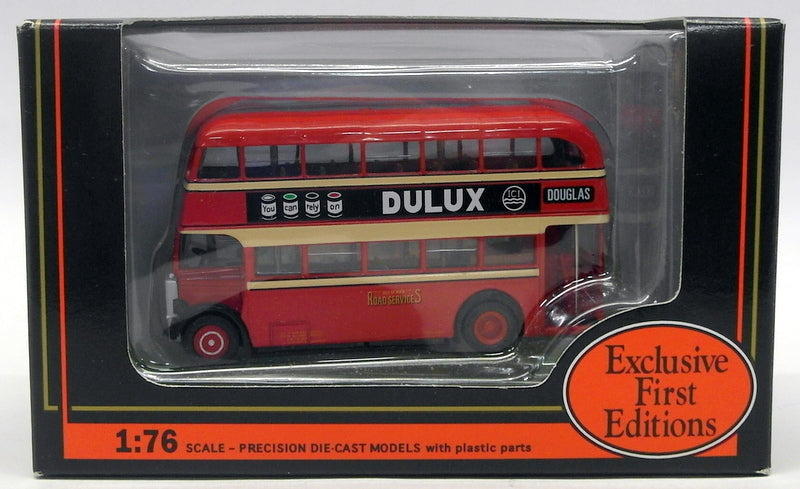 You can rely on
DULUX
ICI
DOUGLAS
ROAD SERVICES
Exclusive
First
Editions
1:76 SCALE - PRECISION DIE-CAST MODELS with plastic parts